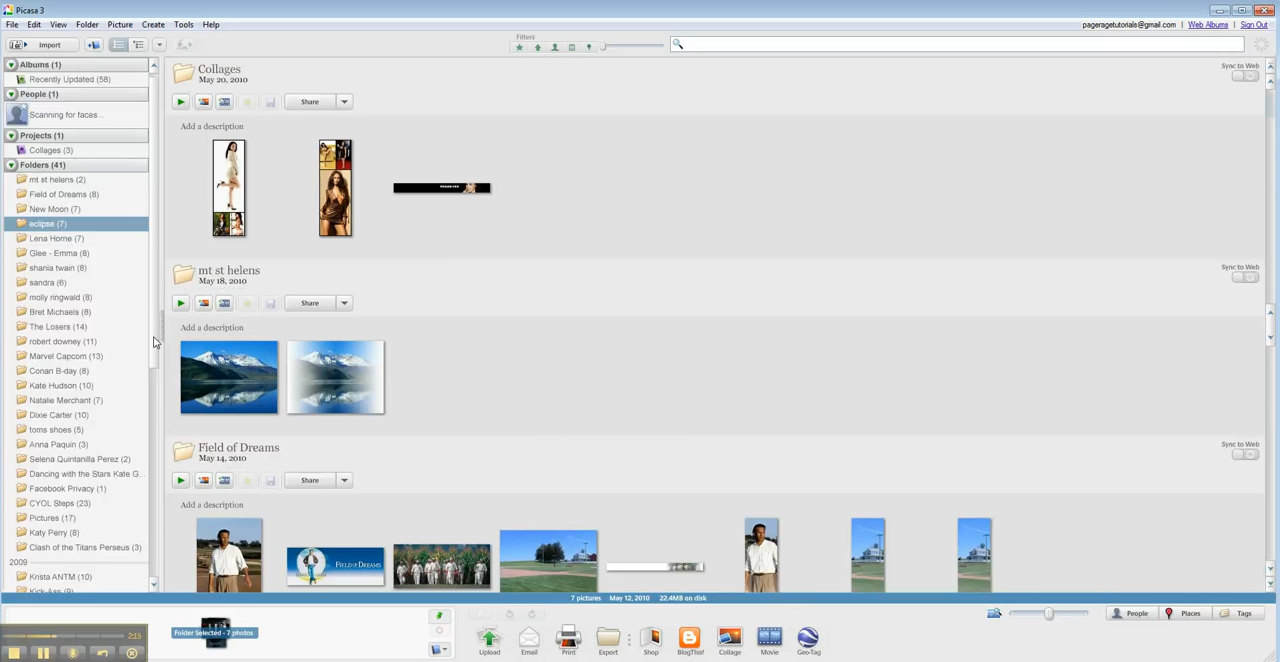 Picasa 3
File Edit View Folder Picture Create Tools Help
pageragetutorials@gmail.com | Web Albums | Sign Out
Import
Filters
Albums (1)
Recently Updated (58)
People (1)
Scanning for faces...
Projects (1)
Collages (3)
Folders (41)
mt st helens (2)
Field of Dreams (8)
New Moon (7)
eclipse (7)
Lena Horne (7)
Glee - Emma (8)
shania twain (8)
sandra (6)
molly ringwald (8)
Bret Michaels (8)
The Losers (14)
robert downey (11)
Marvel Capcom (13)
Conan B-day (8)
Kate Hudson (10)
Natalie Merchant (7)
Dixie Carter (10)
toms shoes (5)
Anna Paquin (3)
Selena Quintanilla Perez (2)
Dancing with the Stars Kate G...
Facebook Privacy (1)
CYOL Steps (23)
Pictures (17)
Katy Perry (8)
Clash of the Titans Perseus (3)
2009
Krista ANTM (10)
Kick-Ass (9)
Collages
May 20, 2010
Sync to Web
Share
Add a description
mt st helens
May 18, 2010
Sync to Web
Share
Add a description
Field of Dreams
May 14, 2010
Sync to Web
Share
Add a description
FIELD OF DREAMS
7 pictures May 12, 2010 22.4MB on disk
Folder Selected - 7 photos
People Places Tags
Upload Email Print Export Shop BlogThis! Collage Movie Geo-Tag
2:13